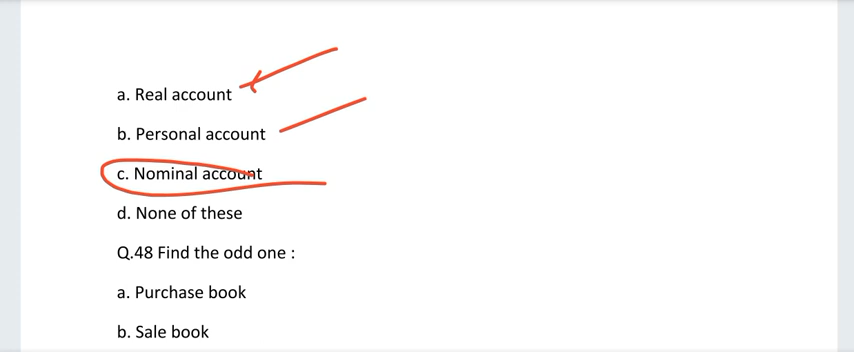 a. Real account
b. Personal account
c. Nominal account
d. None of these
Q.48 Find the odd one :
a. Purchase book
b. Sale book